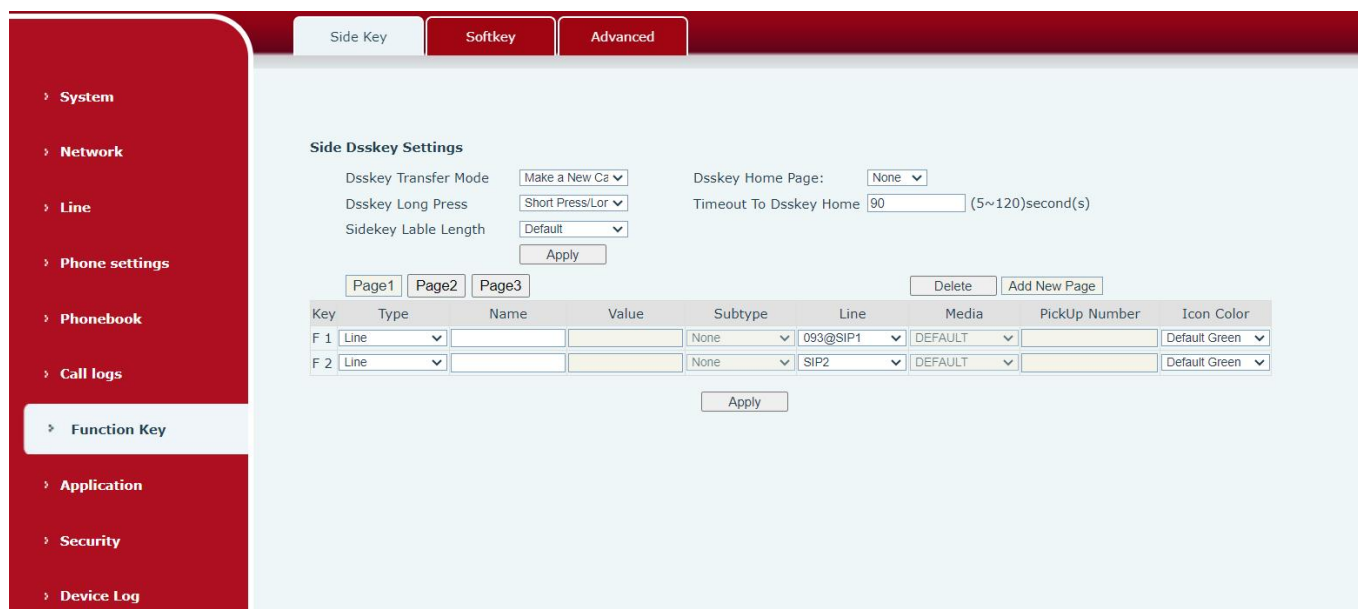 Side Key Softkey Advanced
System
Network
Line
Phone settings
Phonebook
Call logs
Function Key
Application
Security
Device Log
Side Dsskey Settings
Dsskey Transfer Mode Make a New Ca Dsskey Home Page: None
Dsskey Long Press Short Press/Lor Timeout To Dsskey Home 90 (5~120)second(s)
Sidekey Lable Length Default
Apply
Page1 Page2 Page3 Delete Add New Page
Key Type Name Value Subtype Line Media PickUp Number Icon Color
F 1 Line None 093@SIP1 DEFAULT Default Green
F 2 Line None SIP2 DEFAULT Default Green
Apply